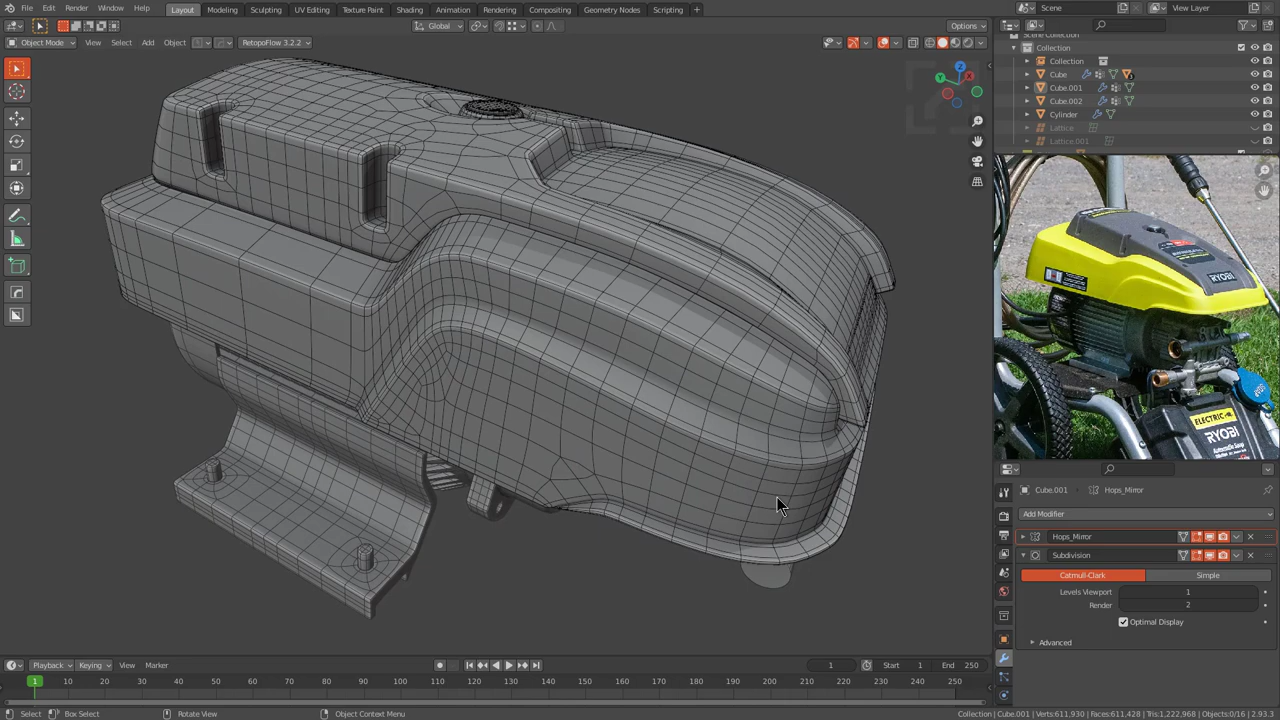 File Edit Render Window Help Layout Modeling Sculpting UV Editing Texture Paint Shading Animation Rendering Compositing Geometry Nodes Scripting Scene View Layer
Global Options
Object Mode View Select Add Object RetopoFlow 3.2.2
Scene Collection
Collection
Collection
Cube
Cube.001
Cube.002
Cylinder
Lattice
Lattice.001
X
Y
Z
RYOBI
ELECTRIC
RYOBI
Cube.001 Hops_Mirror
Add Modifier
Hops_Mirror
Subdivision
Catmull-Clark Simple
Levels Viewport 1
Render 2
Optimal Display
Advanced
Playback Keying View Marker 1 Start 1 End 250
1 10 20 30 40 50 60 70 80 90 100 110 120 130 140 150 160 170 180 190 200 210 220 230 240 250
Select Box Select Rotate View Object Context Menu Collection | Cube.001 | Verts:611,930 | Faces:611,428 | Tris:1,222,968 | Objects:0/16 | 2.93.3